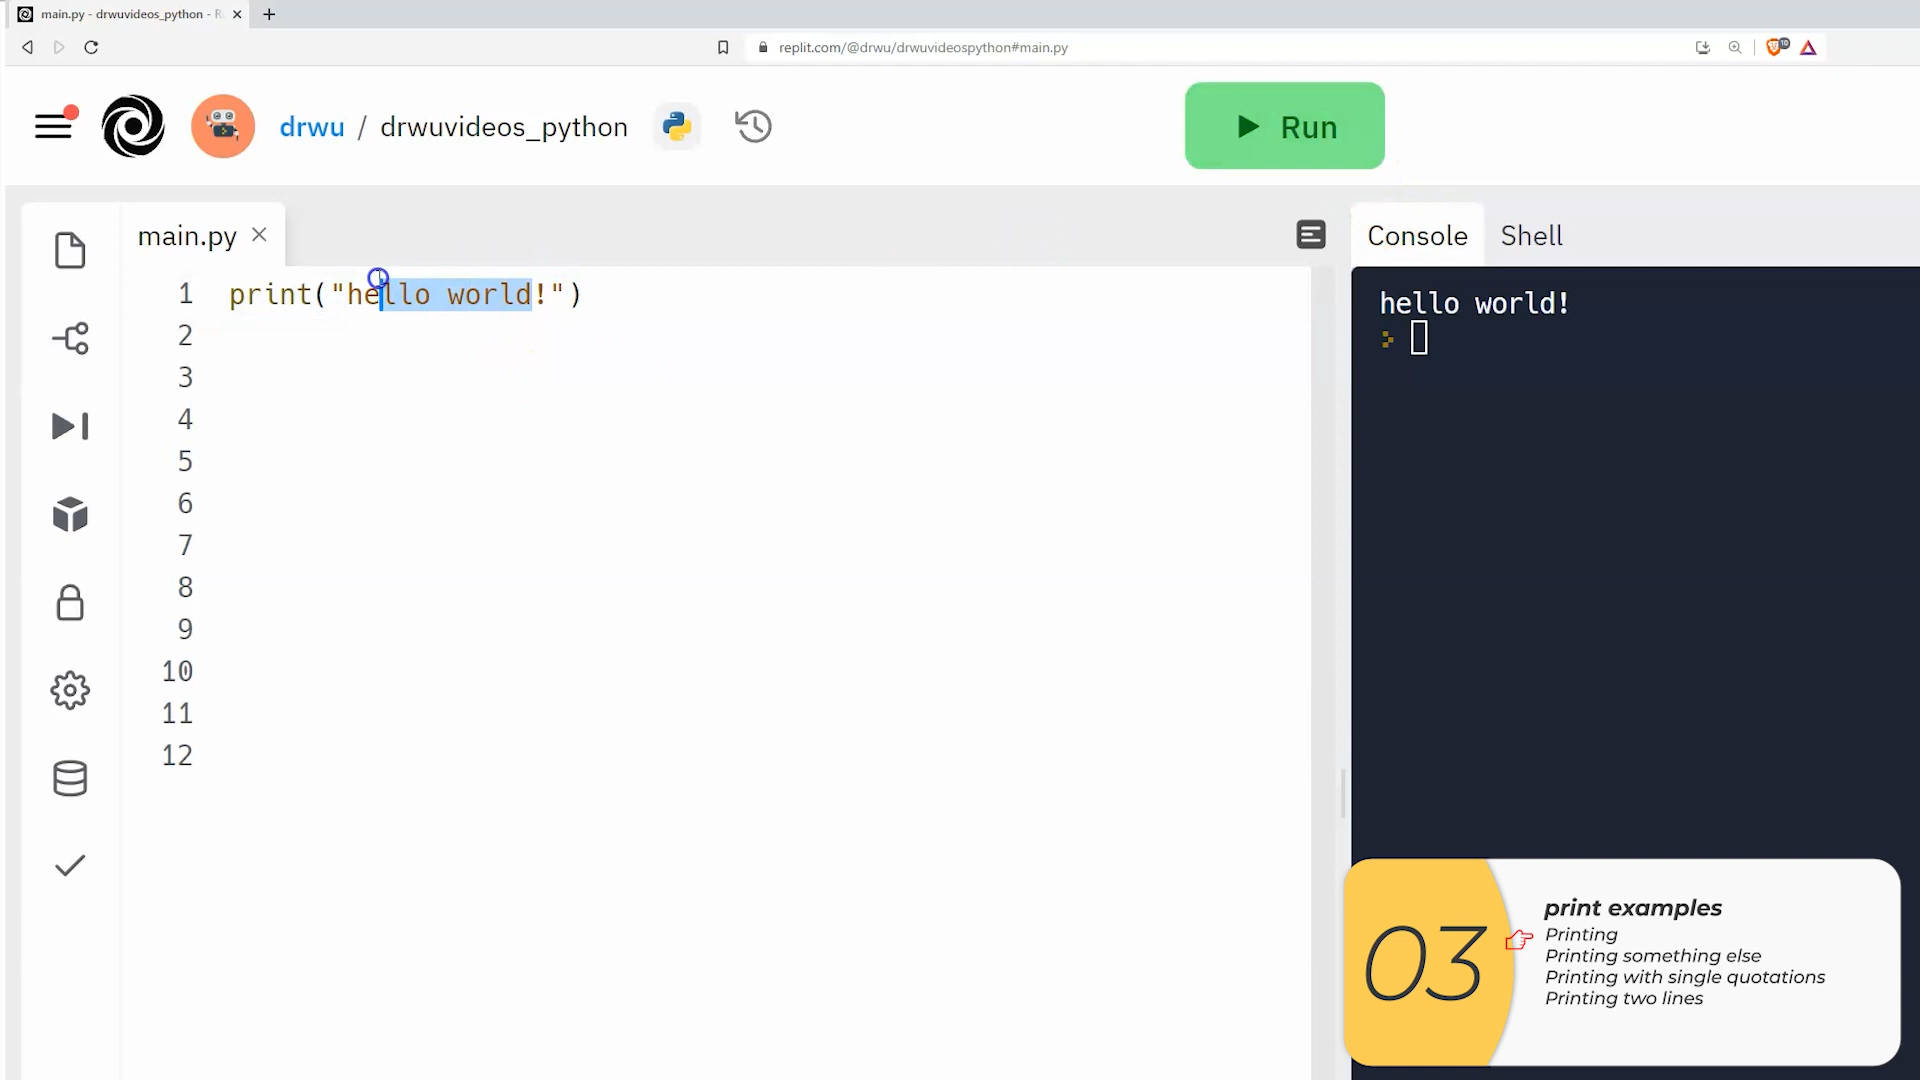 main.py - drwuvideos_python - R
replit.com/@drwu/drwuvideospython#main.py
10
drwu / drwuvideos_python
Run
main.py
Console
Shell
1 print("hello world!")
2
3
4
5
6
7
8
9
10
11
12
hello world!
03
print examples
Printing
Printing something else
Printing with single quotations
Printing two lines